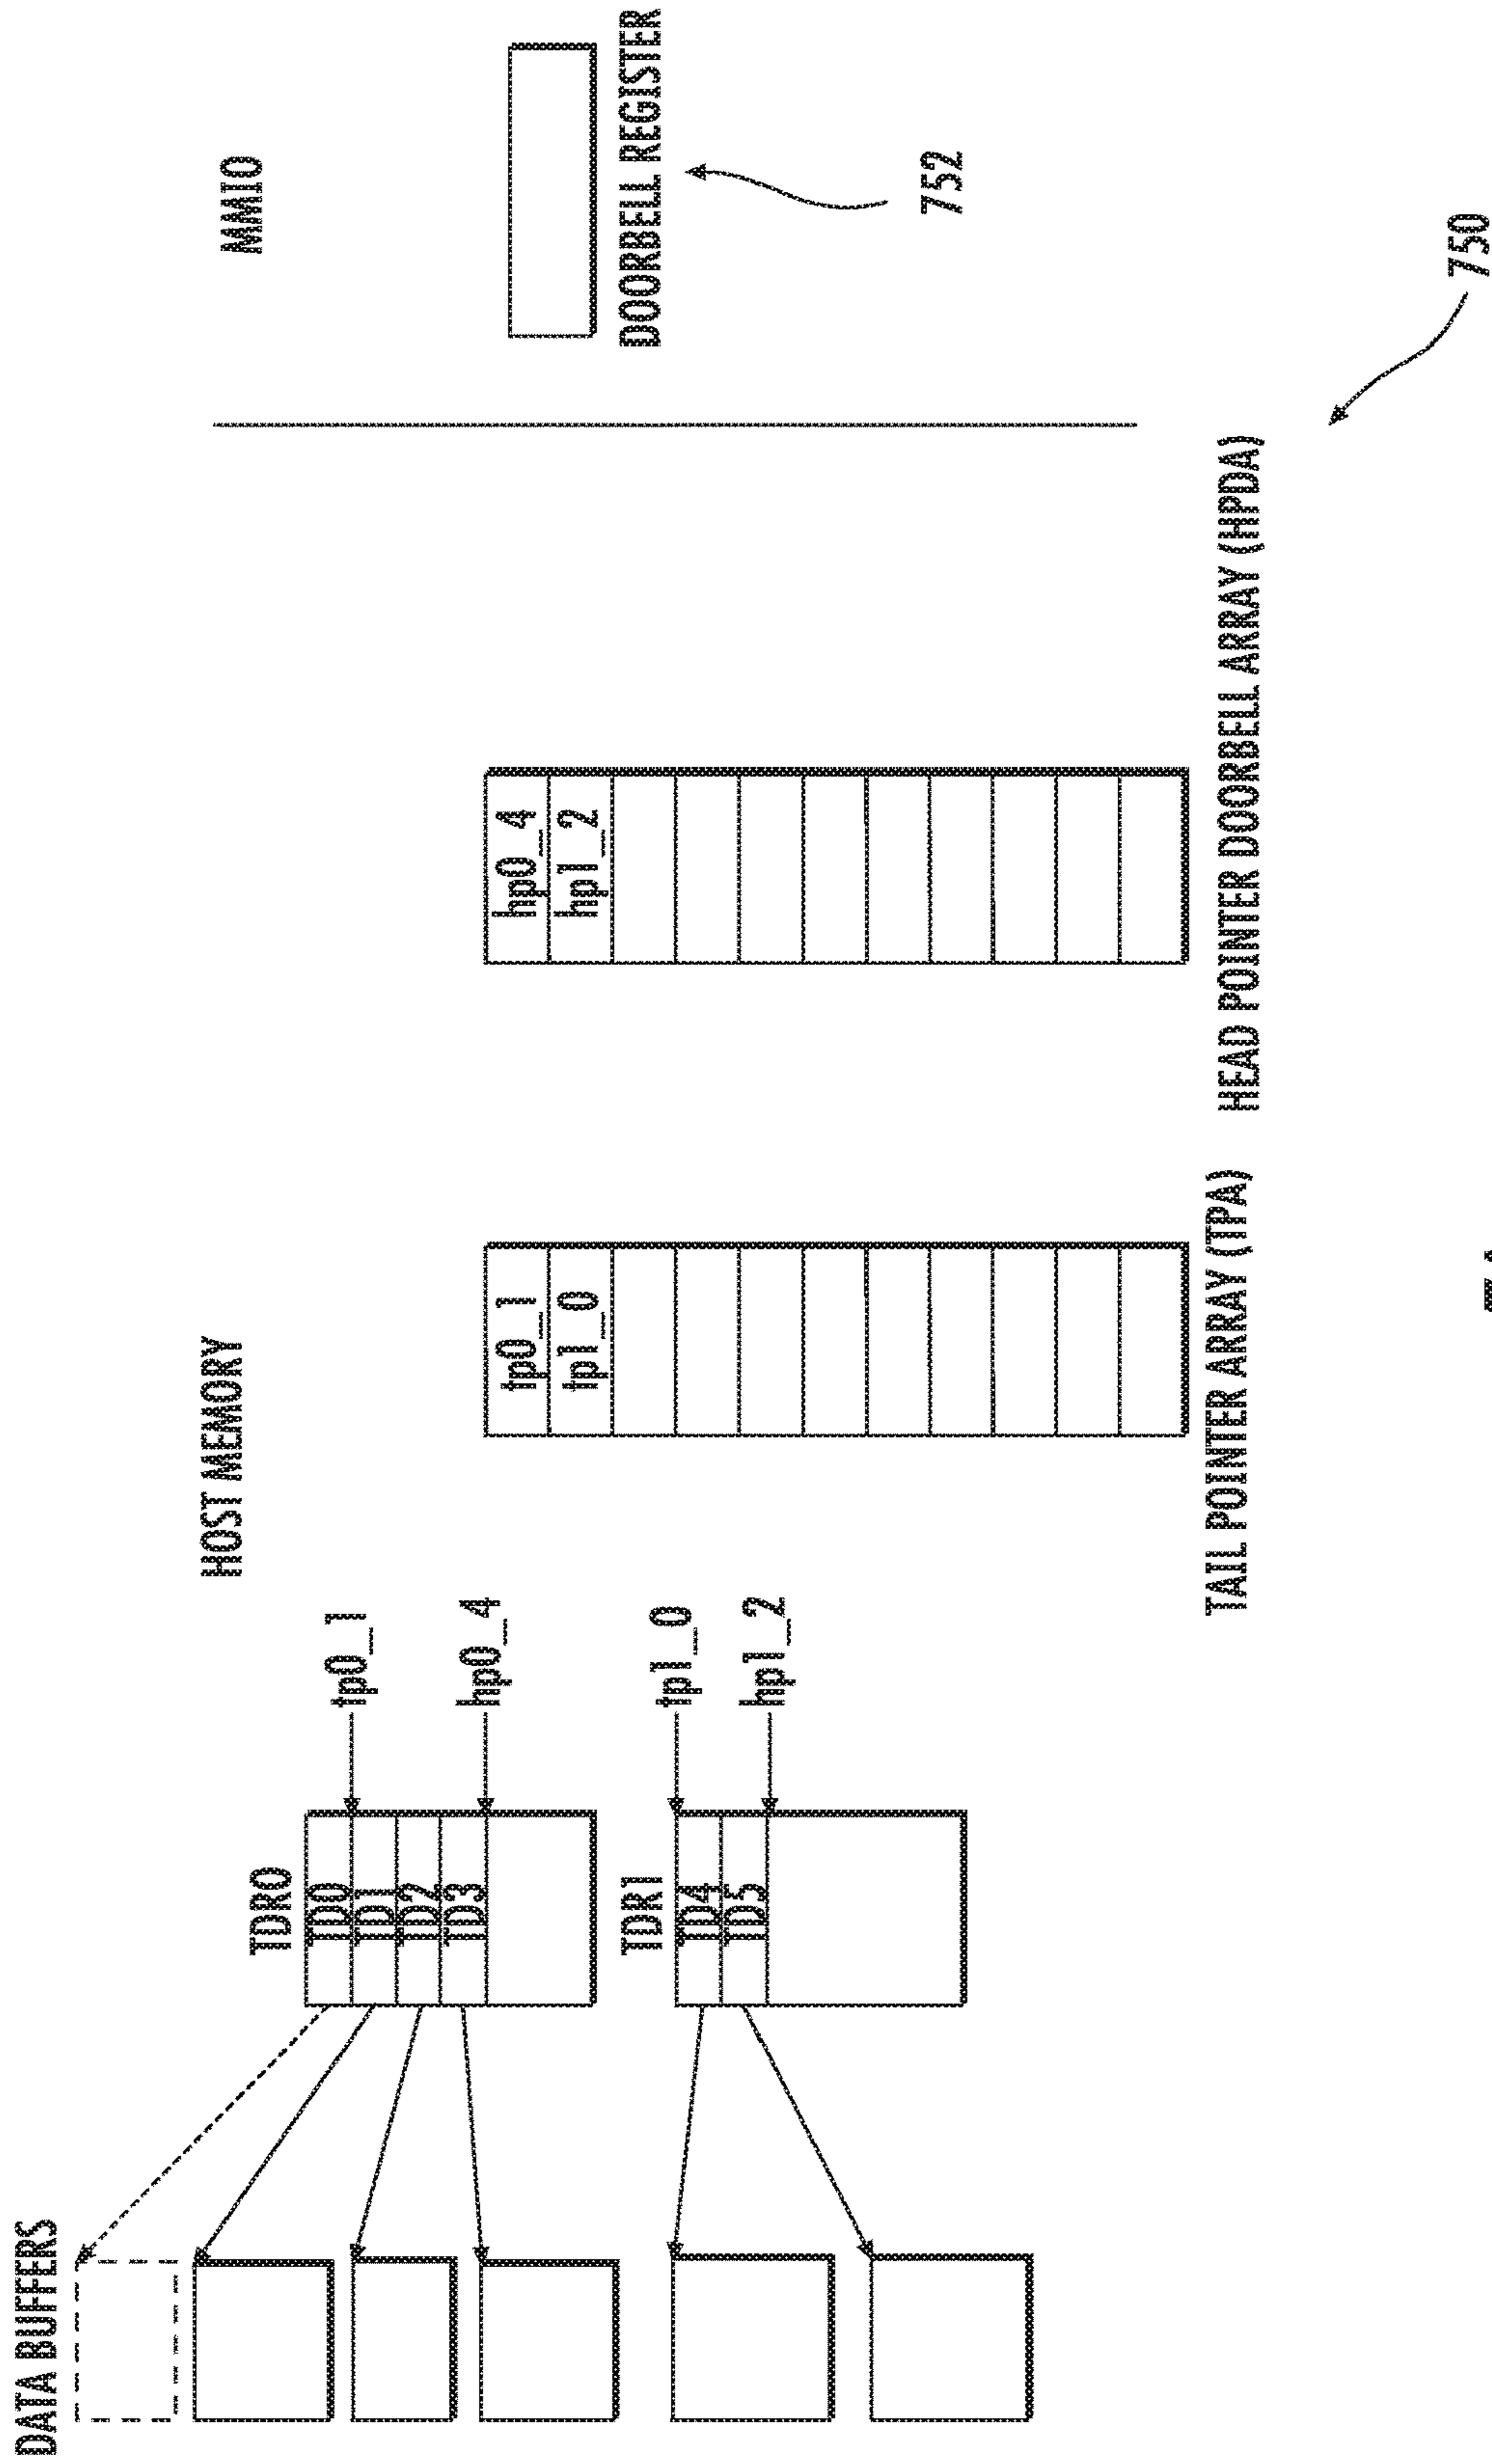 DATA BUFFERS
HOST MEMORY
MMIO
TDR0
TD0
TD1
TD2
TD3
tp0_1
hp0_4
TDR1
TD4
TD5
tp1_0
hp1_2
tp0_1
tp1_0
TAIL POINTER ARRAY (TPA)
hp0_4
hp1_2
HEAD POINTER DOORBELL ARRAY (HPDA)
DOORBELL REGISTER
752
750